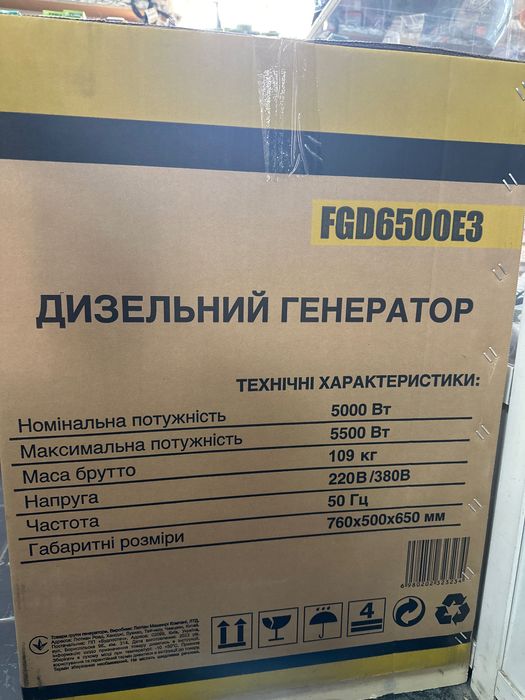 FGD6500E3
ДИЗЕЛЬНИЙ ГЕНЕРАТОР
ТЕХНІЧНІ ХАРАКТЕРИСТИКИ:
Номінальна потужність 5000 Вт
Максимальна потужність 5500 Вт
Маса брутто 109 кг
Напруга 220В/380В
Частота 50 Гц
Габаритні розміри 760x500x650 мм
4